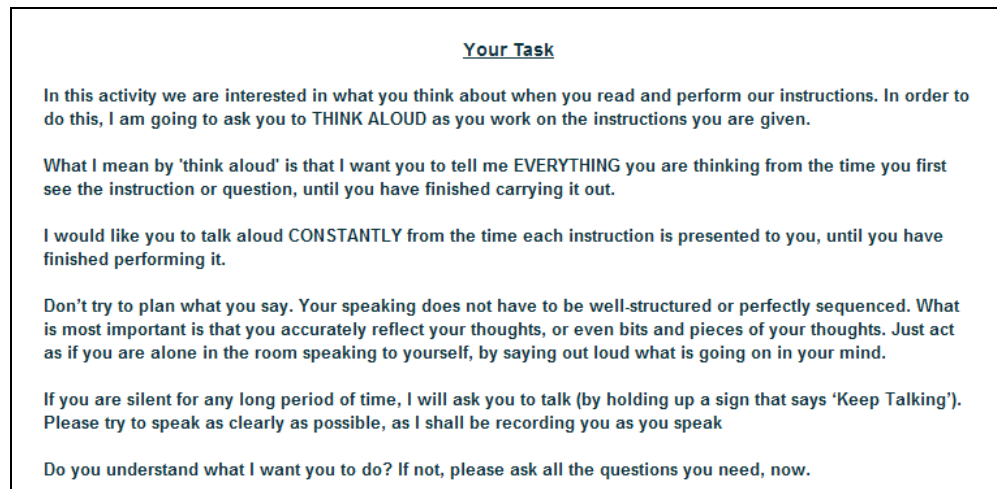 Your Task
In this activity we are interested in what you think about when you read and perform our instructions. In order to
do this, I am going to ask you to THINK ALOUD as you work on the instructions you are given.
What I mean by 'think aloud' is that I want you to tell me EVERYTHING you are thinking from the time you first
see the instruction or question, until you have finished carrying it out.
I would like you to talk aloud CONSTANTLY from the time each instruction is presented to you, until you have
finished performing it.
Don’t try to plan what you say. Your speaking does not have to be well-structured or perfectly sequenced. What
is most important is that you accurately reflect your thoughts, or even bits and pieces of your thoughts. Just act
as if you are alone in the room speaking to yourself, by saying out loud what is going on in your mind.
If you are silent for any long period of time, I will ask you to talk (by holding up a sign that says ‘Keep Talking’).
Please try to speak as clearly as possible, as I shall be recording you as you speak
Do you understand what I want you to do? If not, please ask all the questions you need, now.